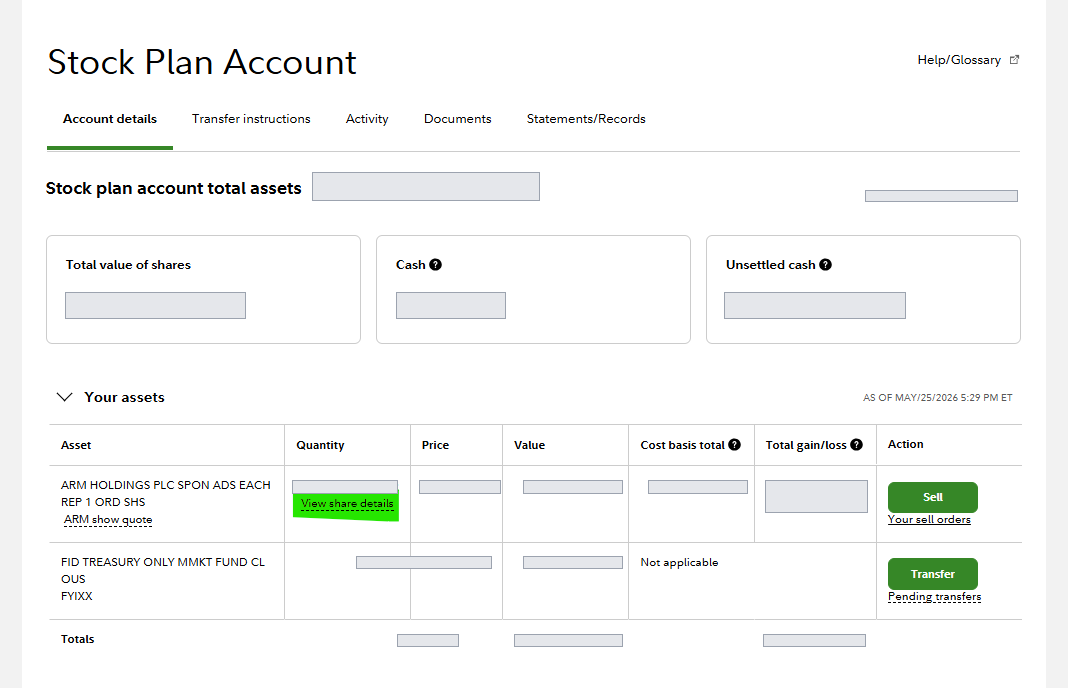 Stock Plan Account
Help/Glossary
Account details
Transfer instructions
Activity
Documents
Statements/Records
Stock plan account total assets
Total value of shares
Cash ?
Unsettled cash ?
Your assets
AS OF MAY/25/2026 5:29 PM ET
Asset
Quantity
Price
Value
Cost basis total ?
Total gain/loss ?
Action
ARM HOLDINGS PLC SPON ADS EACH
REP 1 ORD SHS
ARM show quote
View share details
Sell
Your sell orders
FID TREASURY ONLY MMKT FUND CL
OUS
FYIXX
Not applicable
Transfer
Pending transfers
Totals